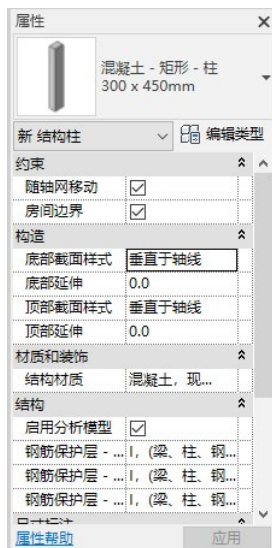 属性
混凝土 - 矩形 - 柱
300 x 450mm
新 结构柱 编辑类型
约束
随轴网移动
房间边界
构造
底部截面样式 垂直于轴线
底部延伸 0.0
顶部截面样式 垂直于轴线
顶部延伸 0.0
材质和装饰
结构材质 混凝土, 现...
结构
启用分析模型
钢筋保护层 - ... I, (梁、柱、钢...
钢筋保护层 - ... I, (梁、柱、钢...
钢筋保护层 - ... I, (梁、柱、钢...
尺寸标注
属性帮助 应用